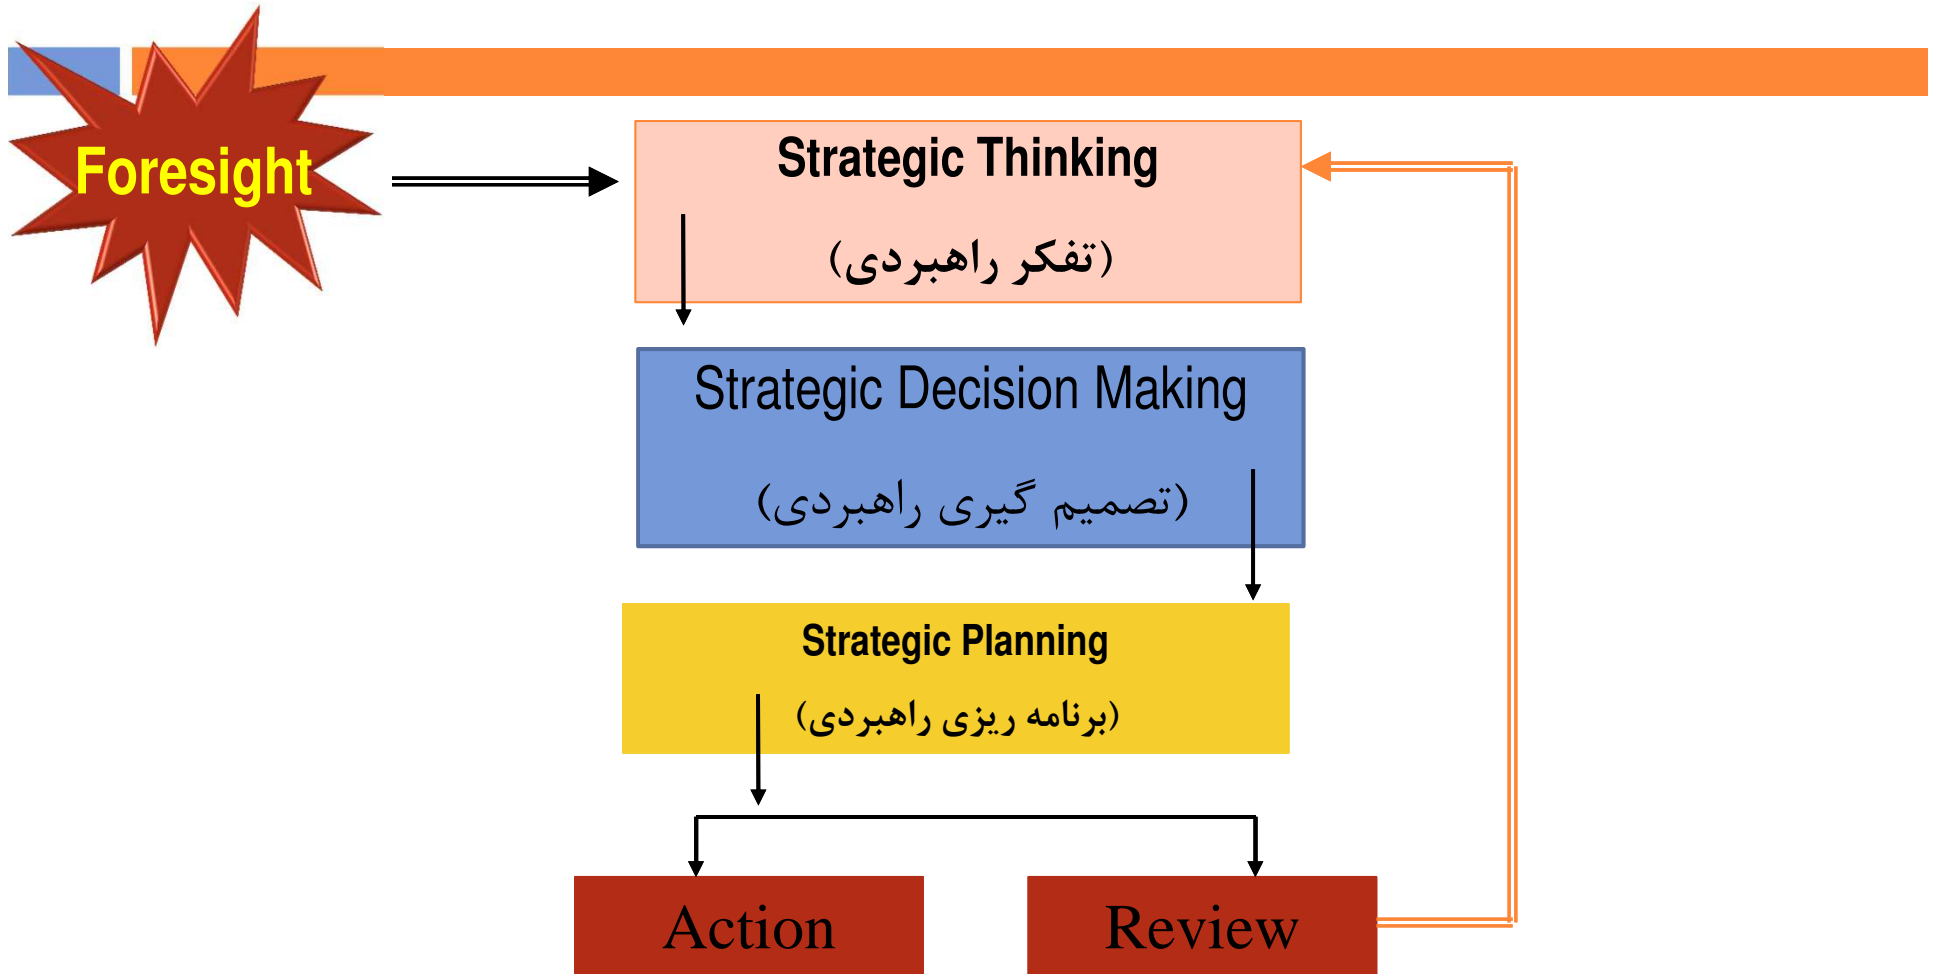 Foresight
Strategic Thinking
(تفکر راهبردی)
Strategic Decision Making
(تصمیم گیری راهبردی)
Strategic Planning
(برنامه ریزی راهبردی)
Action
Review